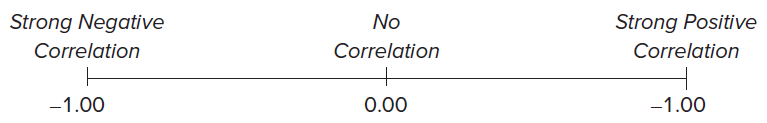 Strong Negative
Correlation
No
Correlation
Strong Positive
Correlation
–1.00
0.00
–1.00